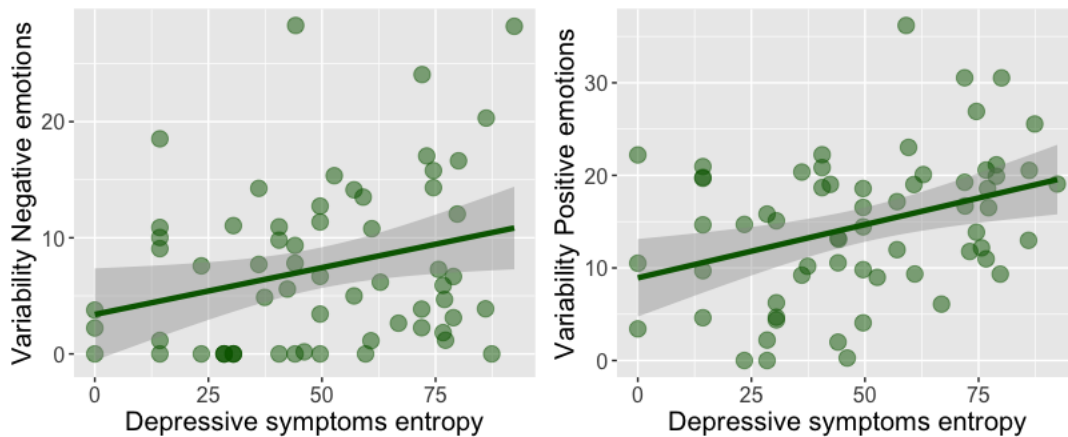 Variability Negative emotions
20
10
0
0 25 50 75
Depressive symptoms entropy
Variability Positive emotions
30
20
10
0
0 25 50 75
Depressive symptoms entropy